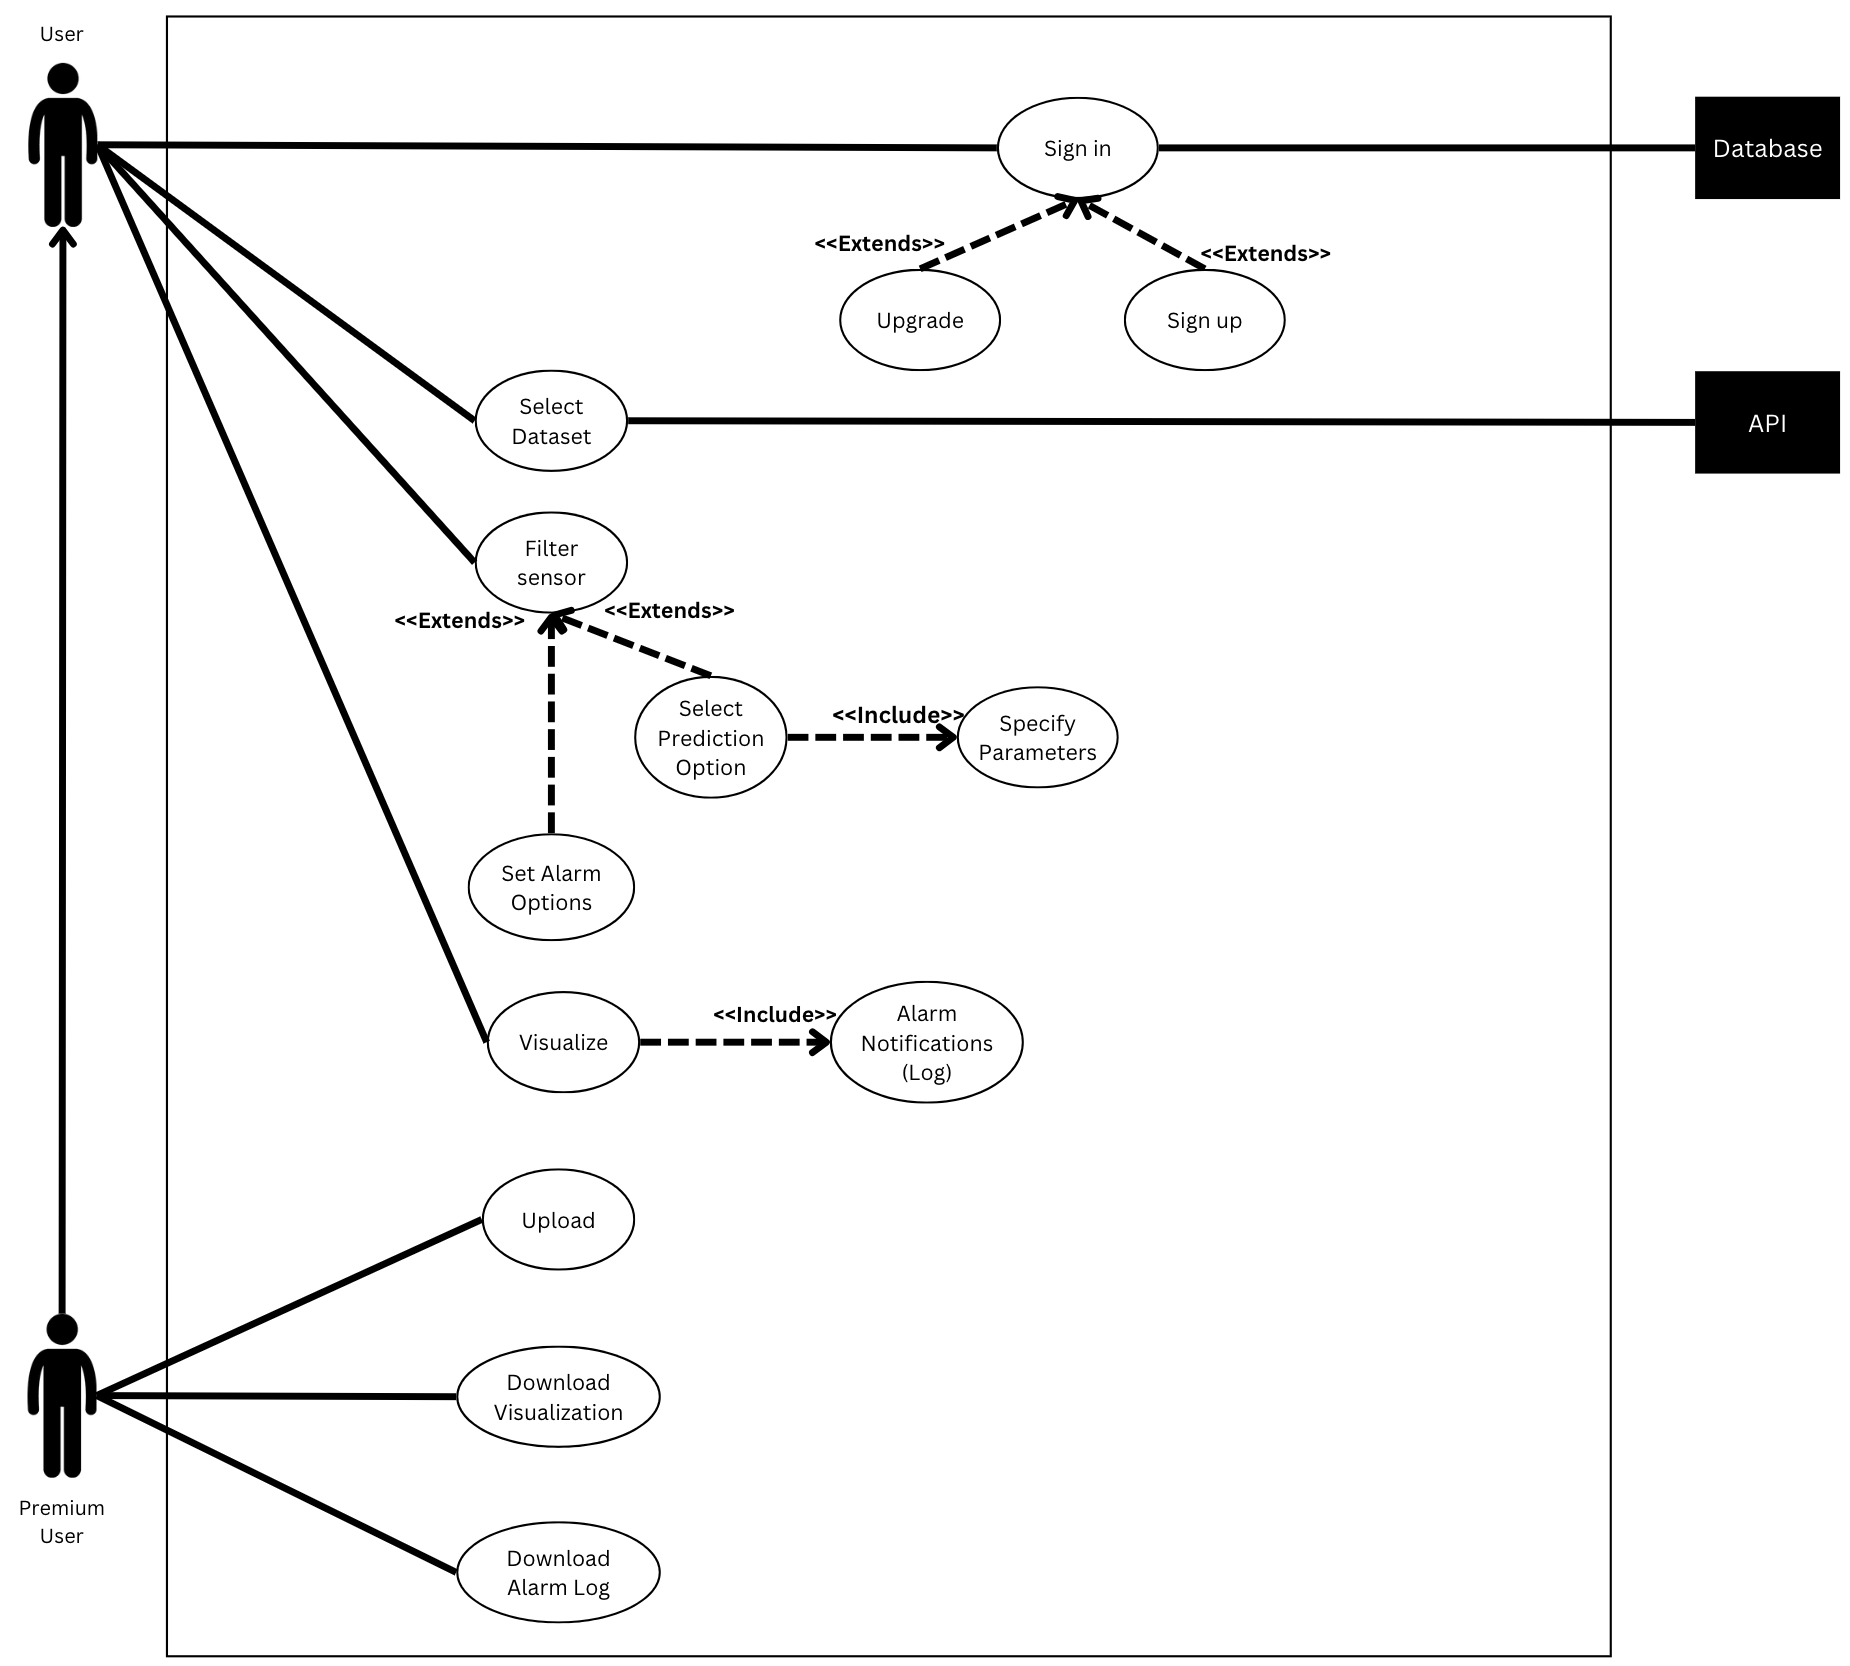 User
Sign in
Database
<<Extends>>
<<Extends>>
Upgrade
Sign up
Select
Dataset
API
Filter
sensor
<<Extends>>
<<Extends>>
Select
Prediction
Option
<<Include>>
Specify
Parameters
Set Alarm
Options
Visualize
<<Include>>
Alarm
Notifications
(Log)
Upload
Download
Visualization
Premium
User
Download
Alarm Log